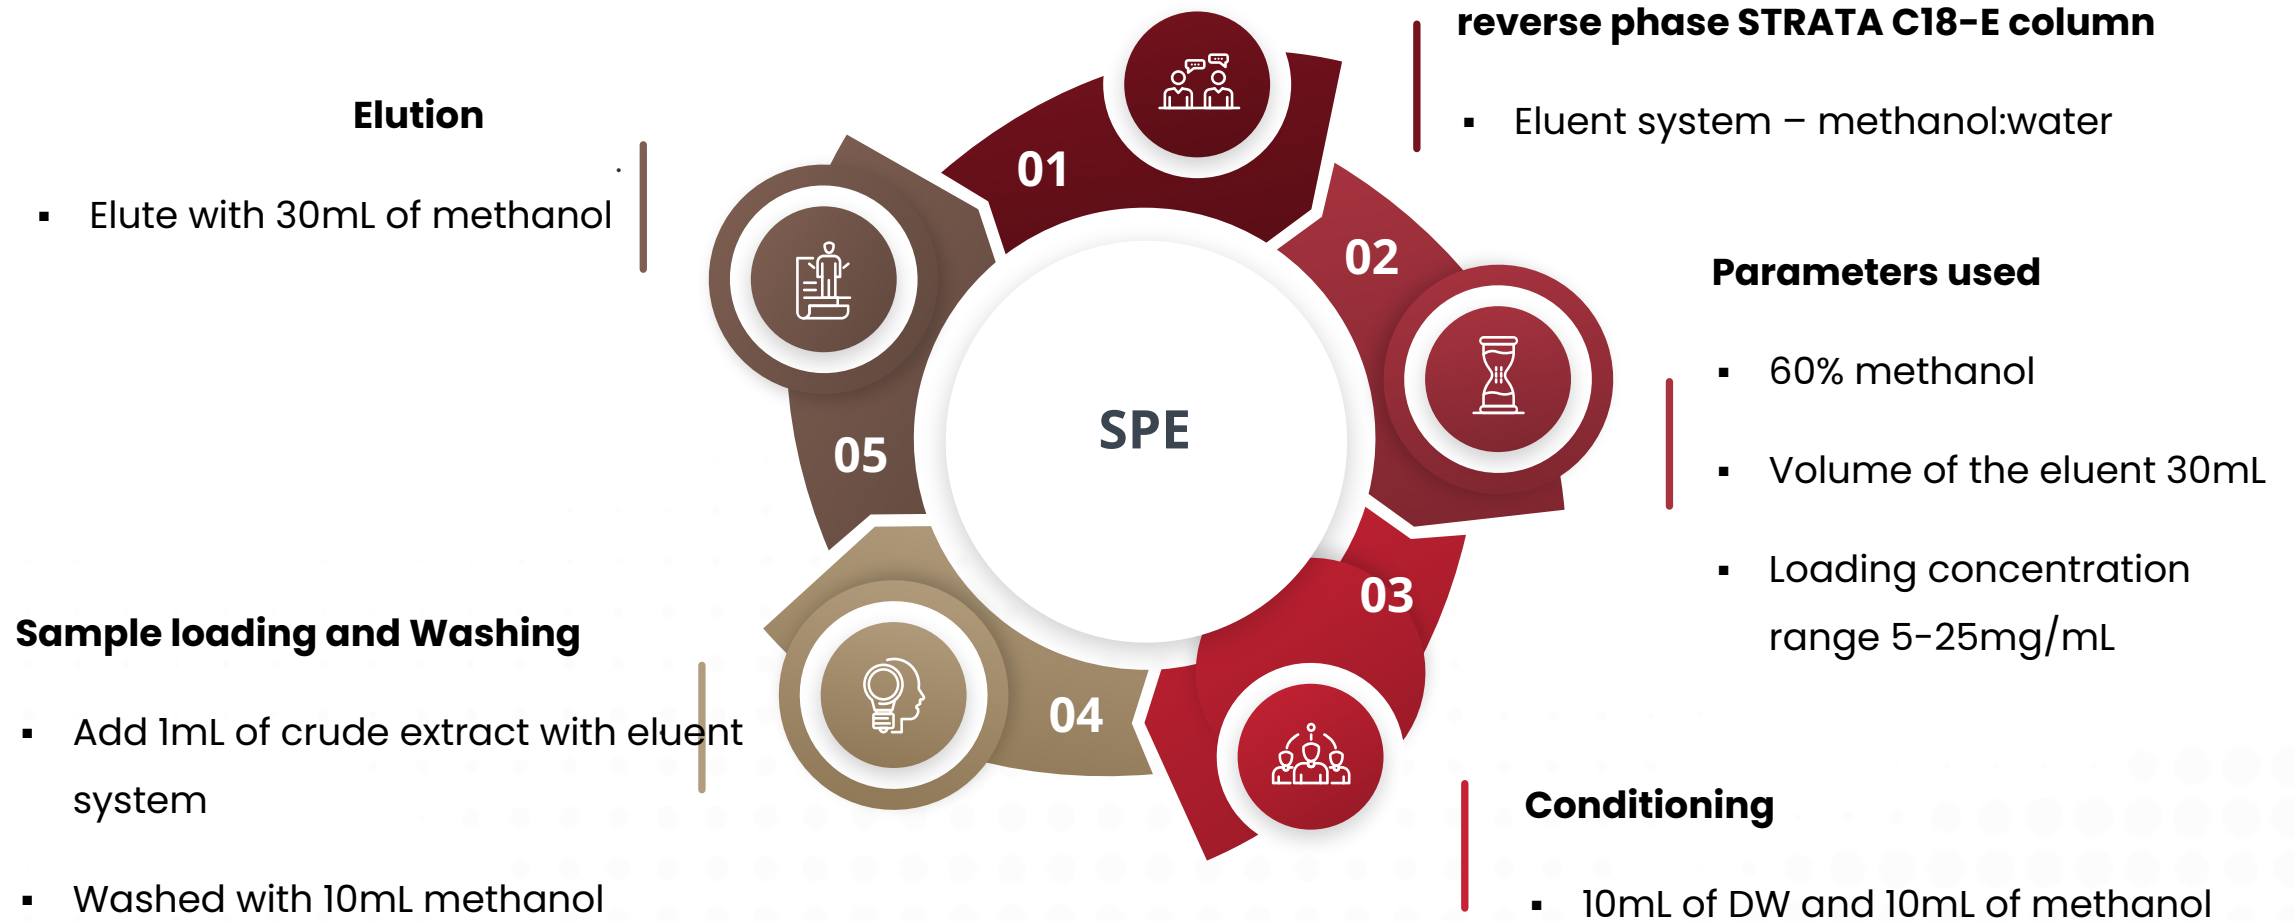 reverse phase STRATA C18-E column
▪ Eluent system – methanol:water
01
02
Parameters used
▪ 60% methanol
▪ Volume of the eluent 30mL
▪ Loading concentration
range 5-25mg/mL
03
Conditioning
▪ 10mL of DW and 10mL of methanol
04
Sample loading and Washing
▪ Add 1mL of crude extract with eluent
system
▪ Washed with 10mL methanol
05
Elution
▪ Elute with 30mL of methanol
SPE